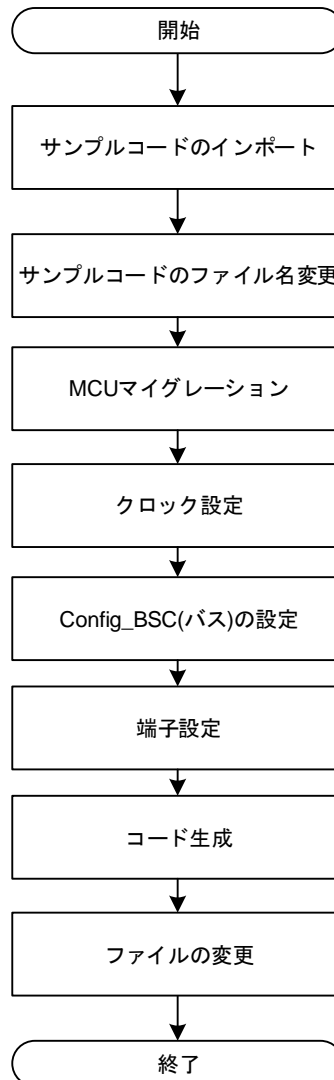 開始
サンプルコードのインポート
サンプルコードのファイル名変更
MCUマイグレーション
クロック設定
Config_BSC(バス)の設定
端子設定
コード生成
ファイルの変更
終了